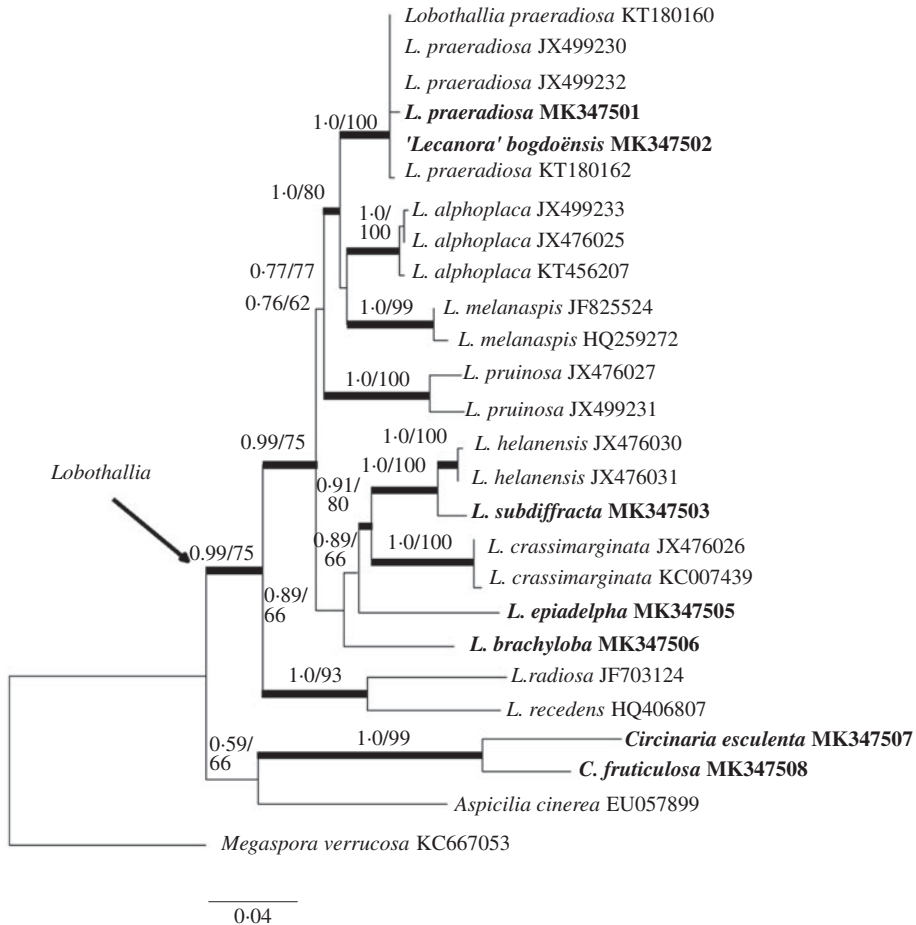 Lobothallia praeradiosa KT180160
L. praeradiosa JX499230
L. praeradiosa JX499232
L. praeradiosa MK347501
1·0/100
'Lecanora' bogdoënsis MK347502
L. praeradiosa KT180162
1·0/80
L. alphoplaca JX499233
1·0/
100
L. alphoplaca JX476025
L. alphoplaca KT456207
0·77/77
0·76/62
1·0/99
L. melanaspis JF825524
L. melanaspis HQ259272
1·0/100
L. pruinosa JX476027
L. pruinosa JX499231
0.99/75
1·0/100
L. helanensis JX476030
1·0/100
L. helanensis JX476031
Lobothallia
0·91/
80
L. subdiffracta MK347503
0·89/
66
1·0/100
L. crassimarginata JX476026
L. crassimarginata KC007439
0.99/75
0·89/
66
L. epiadelpha MK347505
L. brachyloba MK347506
1·0/93
L.radiosa JF703124
L. recedens HQ406807
0·59/
66
1·0/99
Circinaria esculenta MK347507
C. fruticulosa MK347508
Aspicilia cinerea EU057899
Megaspora verrucosa KC667053
0·04